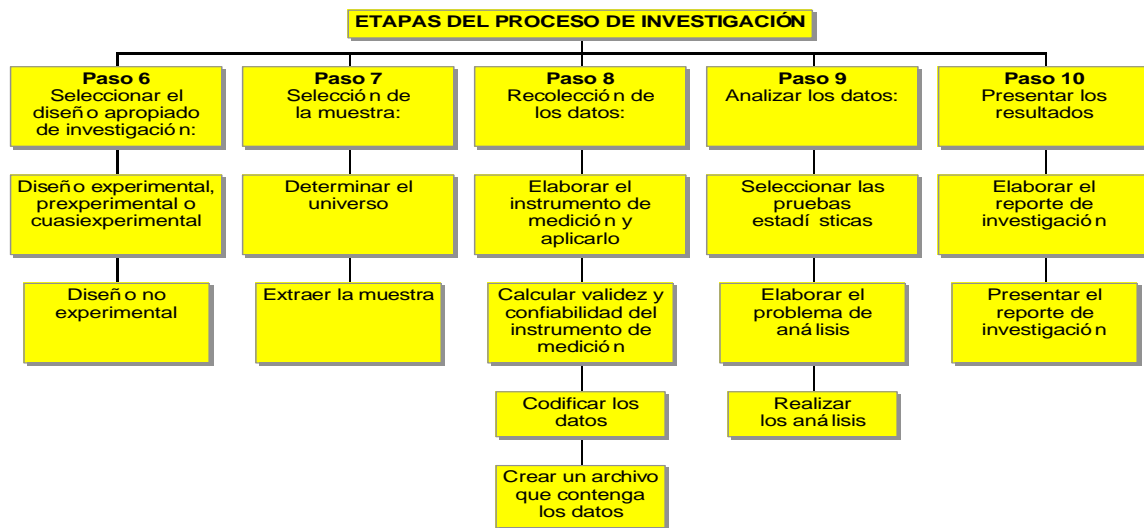 ETAPAS DEL PROCESO DE INVESTIGACIÓN
Paso 6
Seleccionar el
diseño apropiado
de investigación:
Diseño experimental,
prexperimental o
cuasiexperimental
Diseño no
experimental
Paso 7
Selección de
la muestra:
Determinar el
universo
Extraer la muestra
Paso 8
Recolección de
los datos:
Elaborar el
instrumento de
medición y
aplicarlo
Calcular validez y
confiabilidad del
instrumento de
medición
Codificar los
datos
Crear un archivo
que contenga
los datos
Paso 9
Analizar los datos:
Seleccionar las
pruebas
estadí sticas
Elaborar el
problema de
análisis
Realizar
los análisis
Paso 10
Presentar los
resultados
Elaborar el
reporte de
investigación
Presentar el
reporte de
investigación